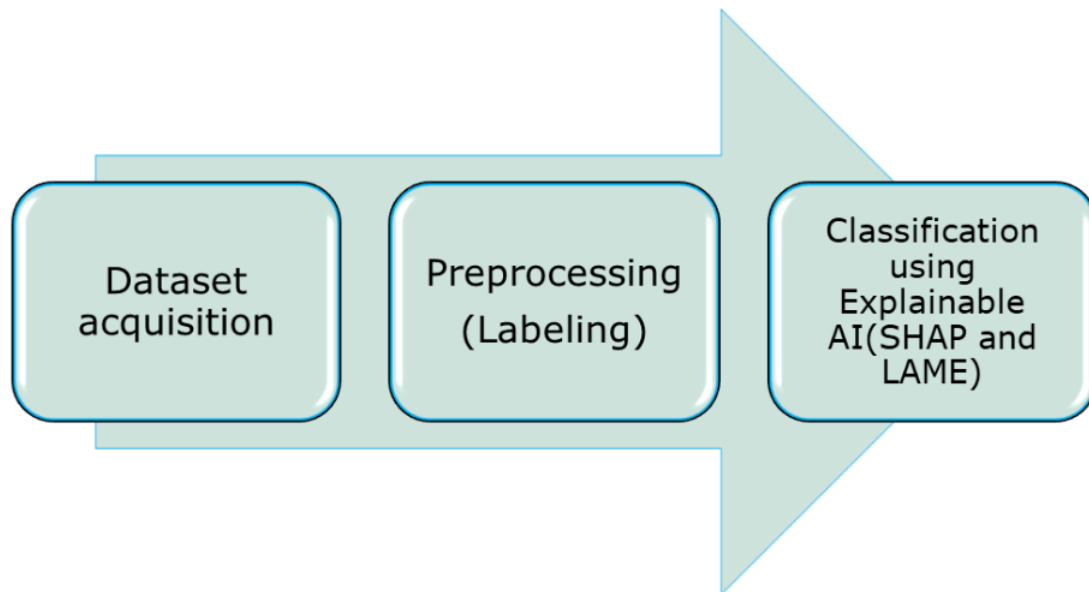 Dataset
acquisition
Preprocessing
(Labeling)
Classification
using
Explainable
AI(SHAP and
LAME)